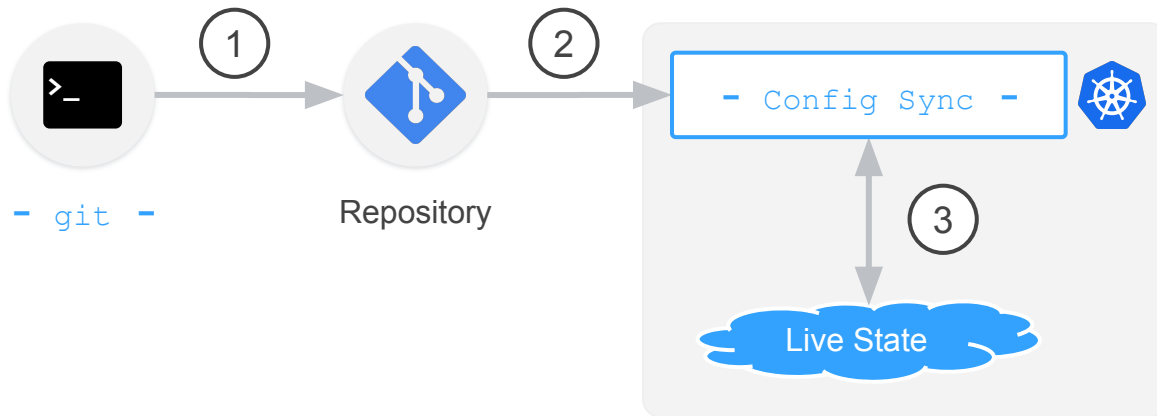 1
2
>_
- Config Sync -
- git -
Repository
3
Live State